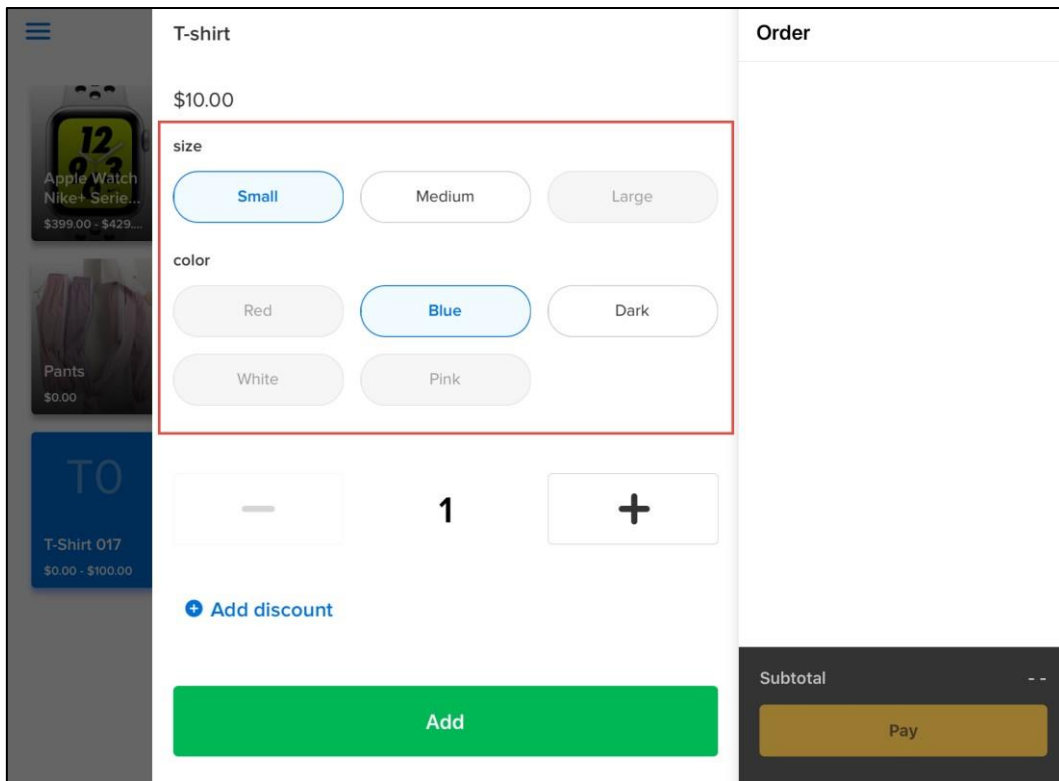 T-shirt
Order
$10.00
size
Small
Medium
Large
color
Red
Blue
Dark
White
Pink
1
Add discount
Add
12
Apple Watch
Nike+ Serie...
$399.00 - $429....
Pants
$0.00
T0
T-Shirt 017
$0.00 - $100.00
Subtotal
- -
Pay